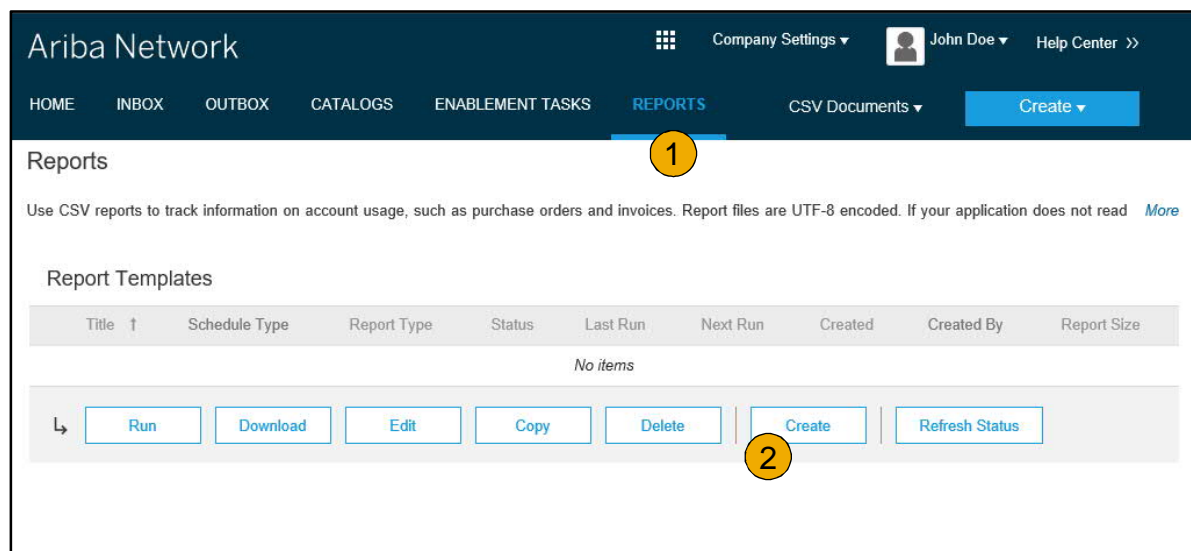 Ariba Network
Company Settings ▾
John Doe ▾
Help Center »
HOME INBOX OUTBOX CATALOGS ENABLEMENT TASKS REPORTS CSV Documents ▾ Create ▾
1
Reports
Use CSV reports to track information on account usage, such as purchase orders and invoices. Report files are UTF-8 encoded. If your application does not read More
Report Templates
Title ↑ Schedule Type Report Type Status Last Run Next Run Created Created By Report Size
No items
Run Download Edit Copy Delete Create Refresh Status
2